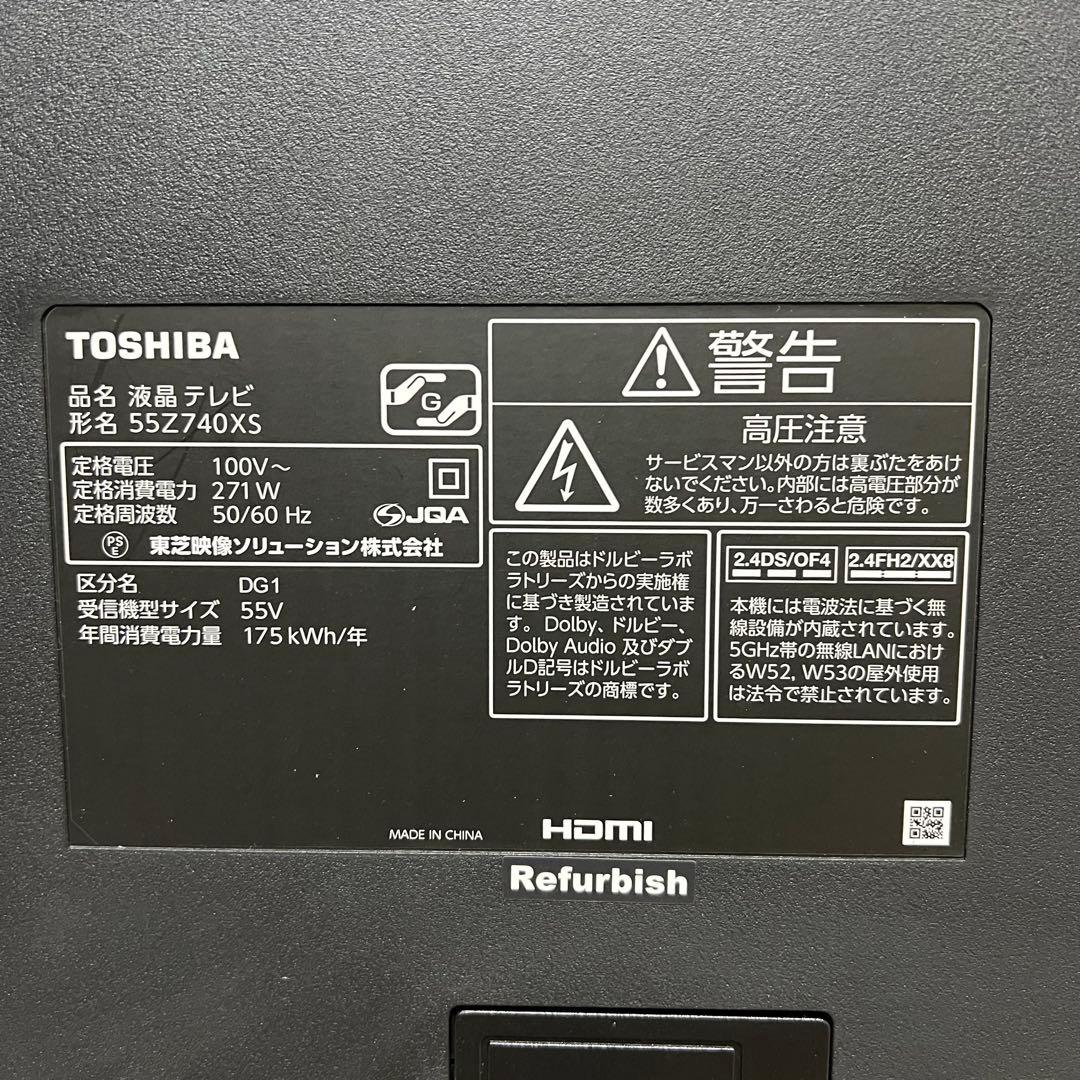 TOSHIBA
品名 液晶テレビ
形名 55Z740XS
G
定格電圧 100V～
定格消費電力 271W
定格周波数 50/60 Hz
JQA
PS
E
東芝映像ソリューション株式会社
区分名 DG1
受信機型サイズ 55V
年間消費電力量 175kWh/年
警告
高圧注意
サービスマン以外の方は裏ぶたをあけ
ないでください。内部には高電圧部分が
数多くあり、万一さわると危険です。
この製品はドルビーラボ
ラトリーズからの実施権
に基づき製造されていま
す。Dolby、ドルビー、
Dolby Audio 及びダブ
ルD記号はドルビーラボ
ラトリーズの商標です。
2.4DS/OF4 2.4FH2/XX8
本機には電波法に基づく無
線設備が内蔵されています。
5GHz帯の無線LANにおけ
るW52, W53の屋外使用
は法令で禁止されています。
MADE IN CHINA
HDMI
Refurbish